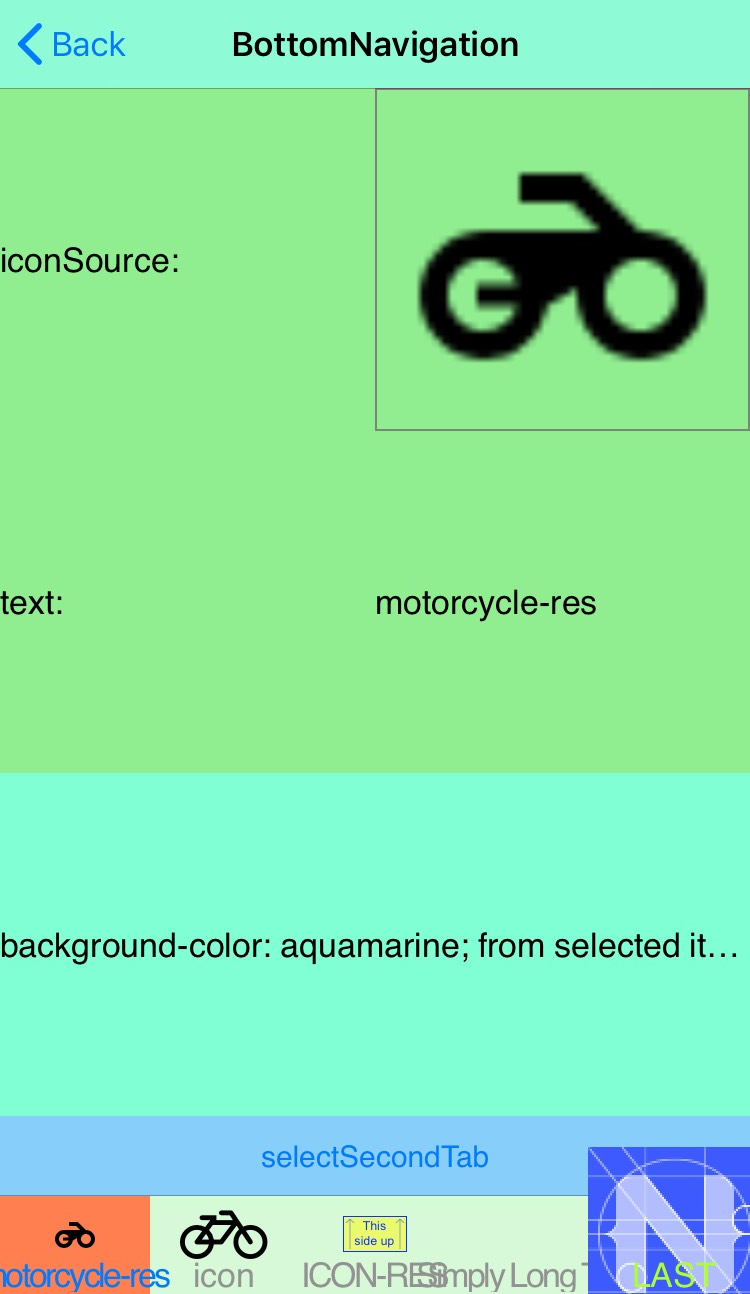 Back
BottomNavigation
iconSource:
text:
motorcycle-res
background-color: aquamarine; from selected it...
selectSecondTab
This
side up
otorcycle-res
icon
ICON-RES
Simply Long
LAST